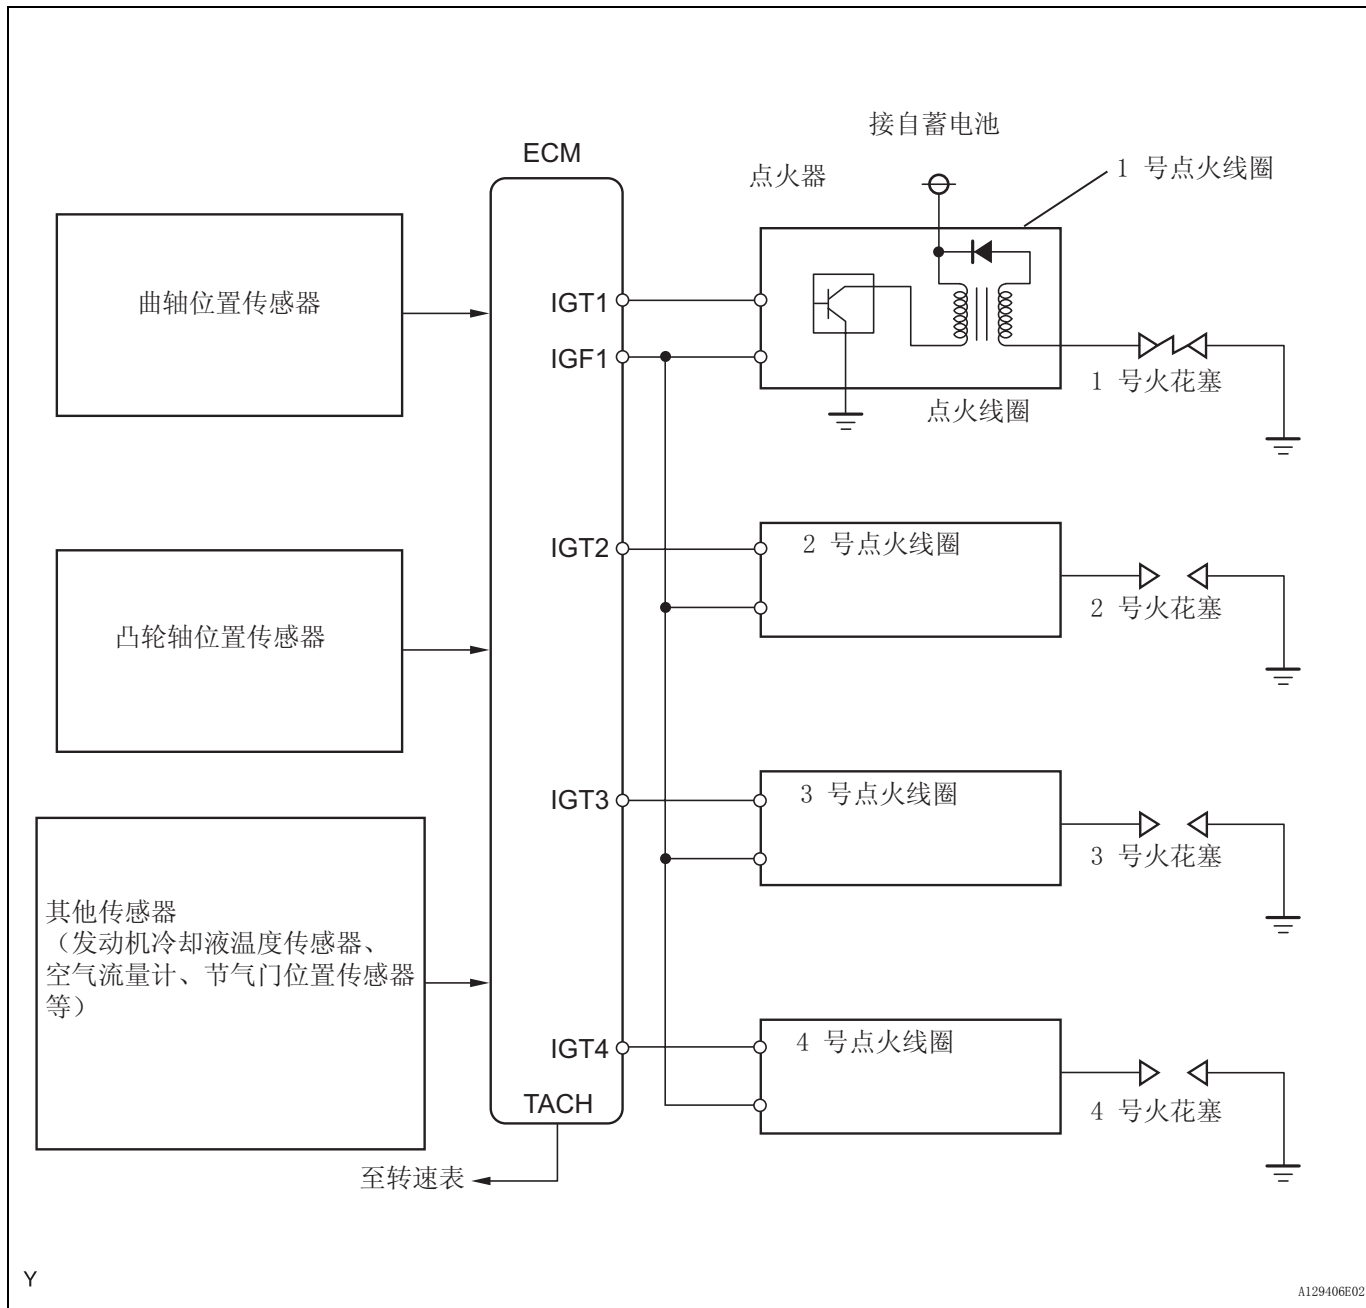 接自蓄电池
ECM
点火器
1 号点火线圈
曲轴位置传感器
IGT1
IGF1
1 号火花塞
点火线圈
IGT2
2 号点火线圈
2 号火花塞
凸轮轴位置传感器
IGT3
3 号点火线圈
3 号火花塞
其他传感器
（发动机冷却液温度传感器、
空气流量计、节气门位置传感器
等）
IGT4
4 号点火线圈
TACH
4 号火花塞
至转速表
Y
A129406E02